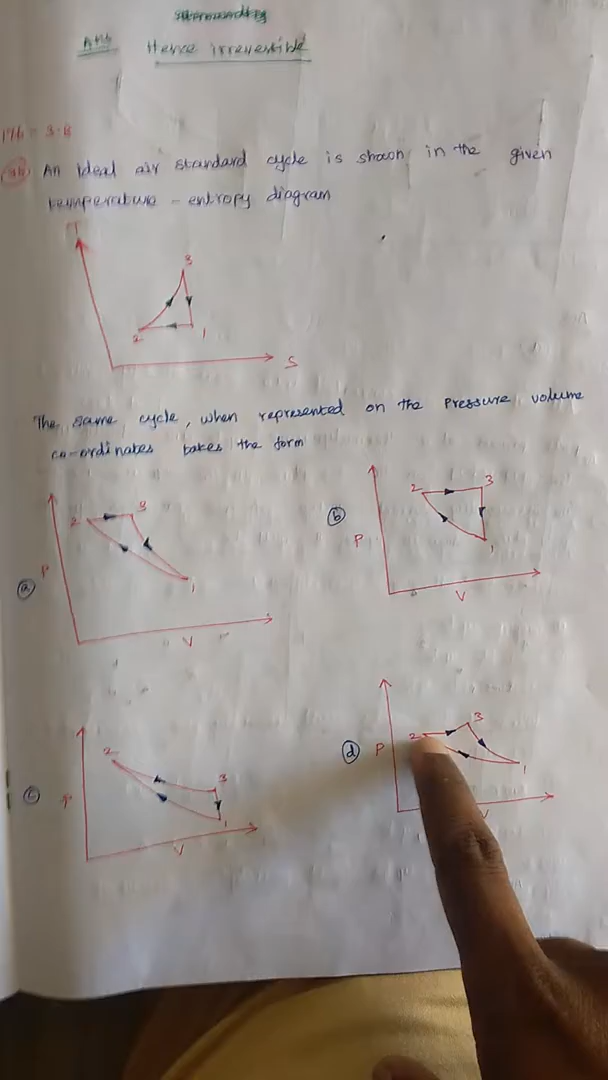 Ans Hence irreversible
36 An ideal air standard cycle is shown in the given
temperature - entropy diagram
T
3
2
1
S
The same cycle, when represented on the pressure volume
co-ordinates takes the form
a
P
2
3
1
V
b
P
2
3
1
V
c
P
2
3
1
V
d
P
2
3
1
V